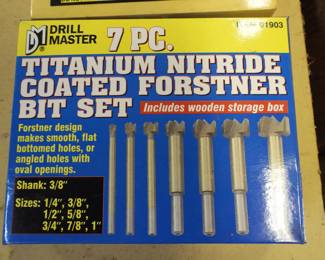 DM
DRILL
MASTER
®
7 PC.
01903
TITANIUM NITRIDE
COATED FORSTNER
BIT SET
Includes wooden storage box
Forstner design
makes smooth, flat
bottomed holes, or
angled holes with
oval openings.
Shank: 3/8"
Sizes: 1/4", 3/8",
1/2", 5/8",
3/4", 7/8", 1"